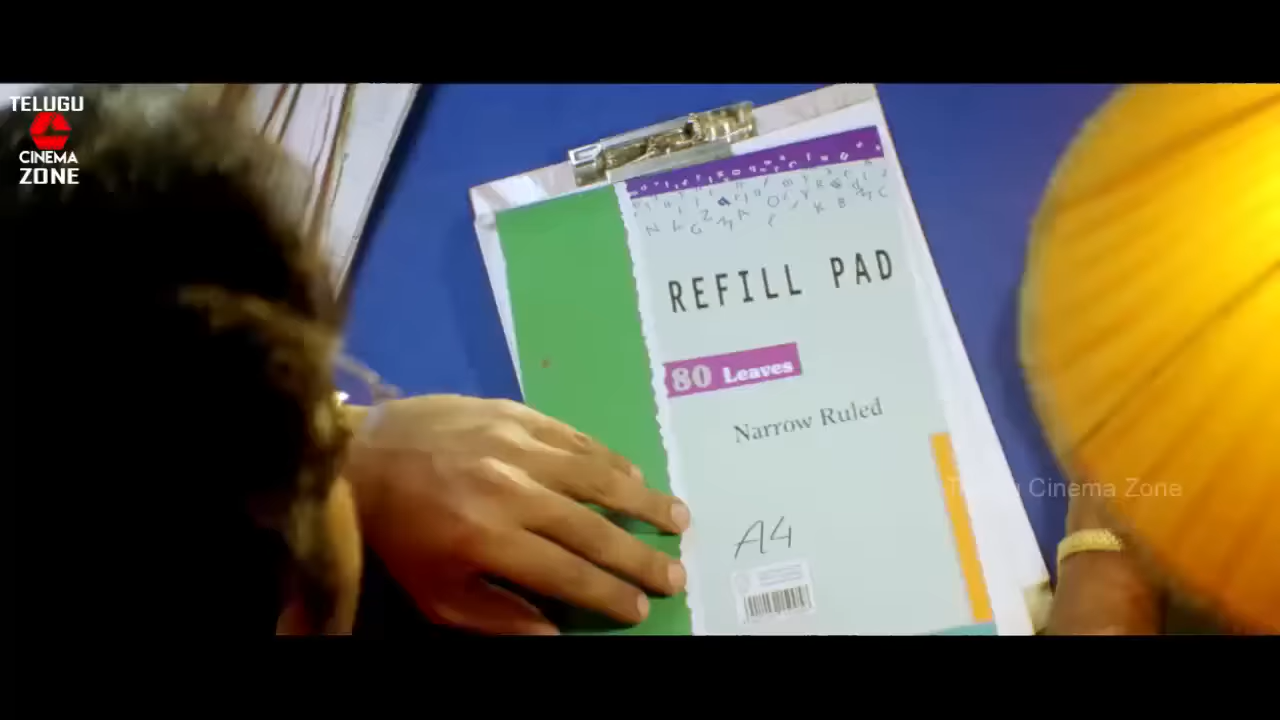 TELUGU
CINEMA
ZONE
REFILL PAD
80 Leaves
Narrow Ruled
Cinema Zone
A4